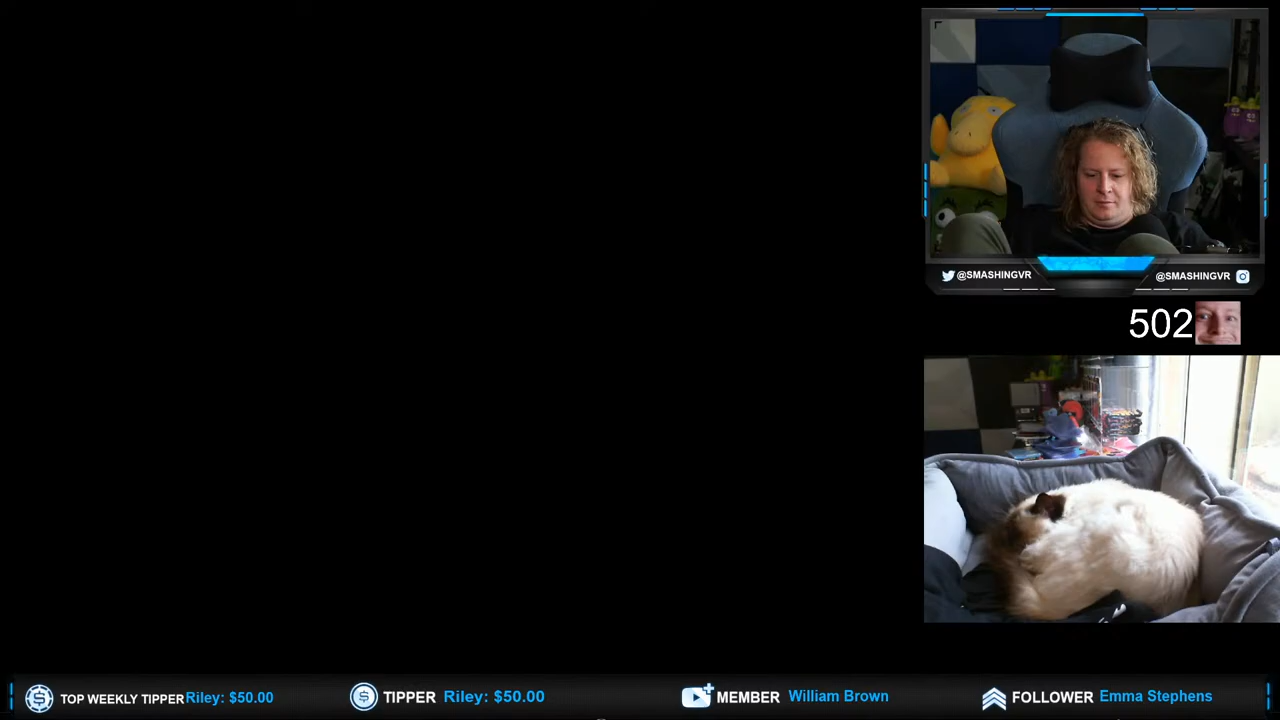 @SMASHINGVR @SMASHINGVR
502
TOP WEEKLY TIPPER Riley: $50.00 TIPPER Riley: $50.00 MEMBER William Brown FOLLOWER Emma Stephens